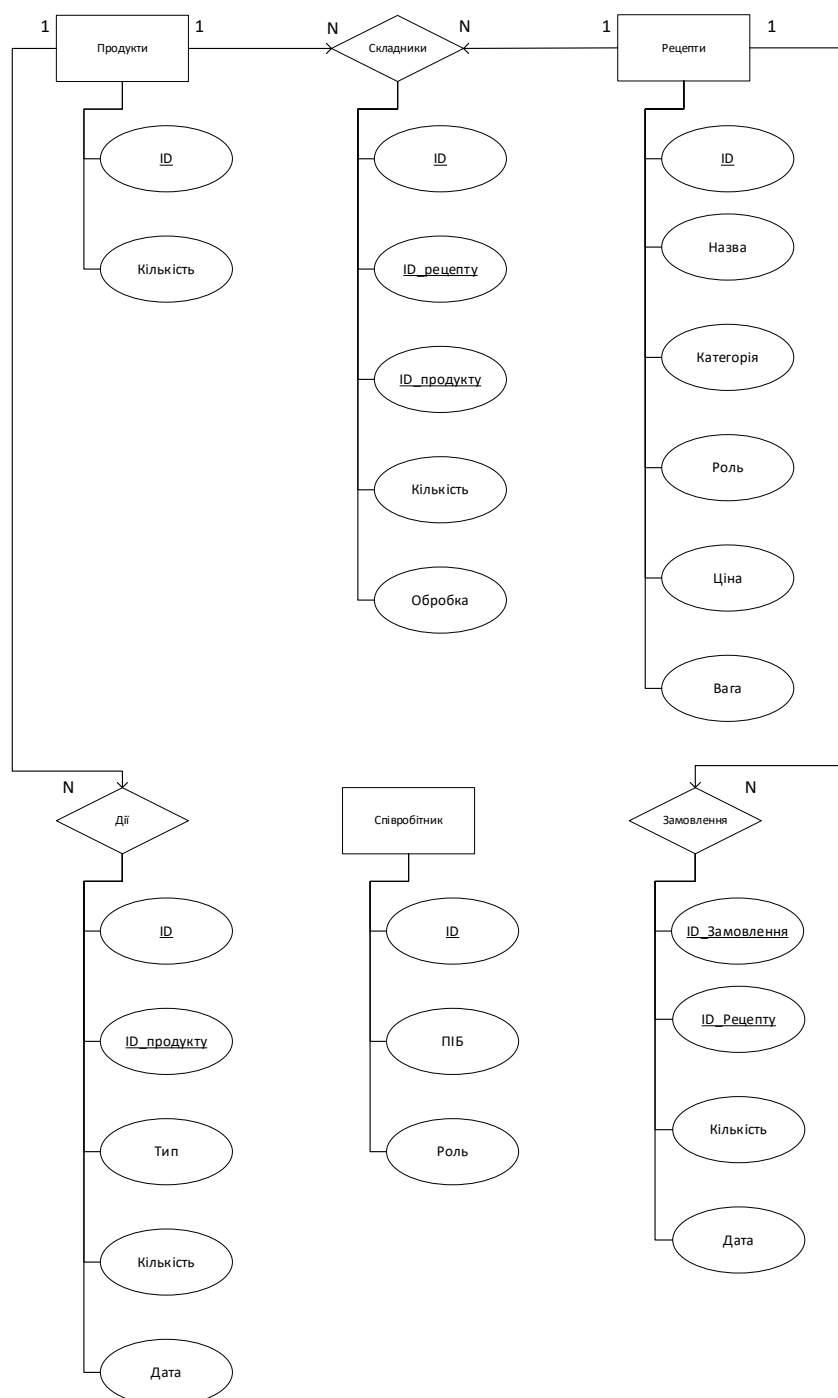 1
Продукти
1
N
Складники
N
1
Рецепти
1
ID
Кількість
ID
ID_рецепту
ID_продукту
Кількість
Обробка
ID
Назва
Категорія
Роль
Ціна
Вага
N
Дії
Співробітник
N
Замовлення
ID
ID_продукту
Тип
Кількість
Дата
ID
ПІБ
Роль
ID_Замовлення
ID_Рецепту
Кількість
Дата